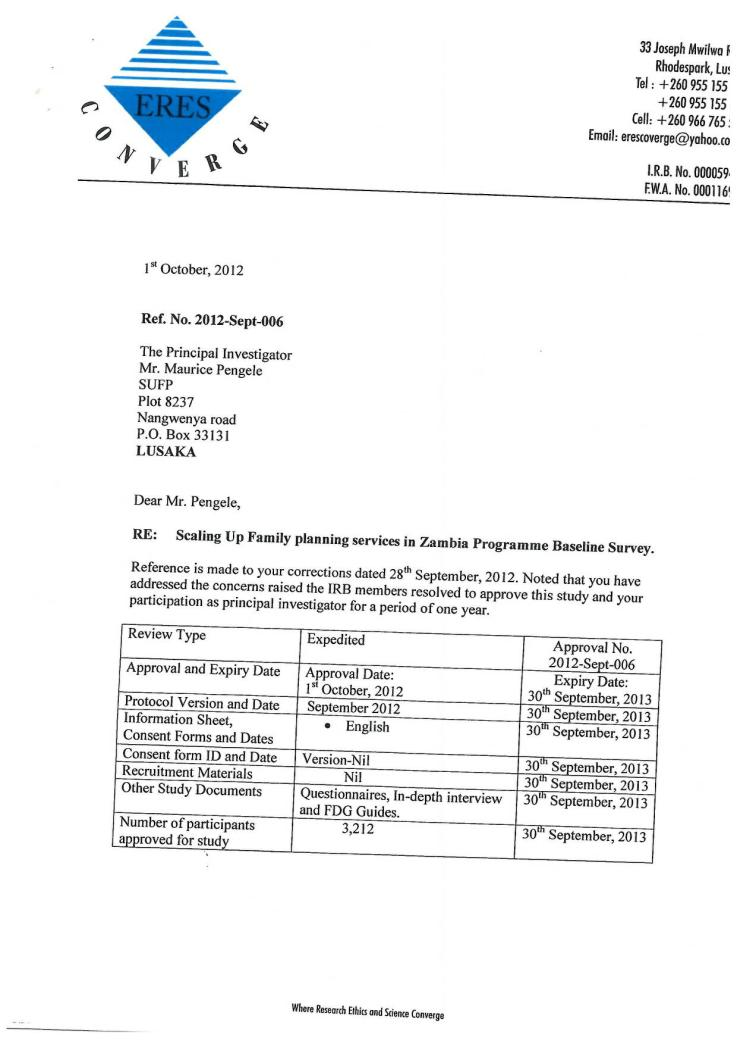 ERES
CONVERGE
33 Joseph Mwilwa
Rhodespark,
Tel : +260 955 155
+260 955 155
Cell: +260 966 765
Email: erescoverge@yahoo.co
I.R.B. No. 000059
F.W.A. No. 000116
1st October, 2012
Ref. No. 2012-Sept-006
The Principal Investigator
Mr. Maurice Pengele
SUFP
Plot 8237
Nangwenya road
P.O. Box 33131
LUSAKA
Dear Mr. Pengele,
RE: Scaling Up Family planning services in Zambia Programme Baseline Survey.
Reference is made to your corrections dated 28th September, 2012. Noted that you have
addressed the concerns raised the IRB members resolved to approve this study and your
participation as principal investigator for a period of one year.
Review Type Expedited Approval No.
2012-Sept-006
Approval and Expiry Date Approval Date: Expiry Date:
1st October, 2012 30th September, 2013
Protocol Version and Date September 2012 30th September, 2013
Information Sheet, • English 30th September, 2013
Consent Forms and Dates
Consent form ID and Date Version-Nil 30th September, 2013
Recruitment Materials Nil 30th September, 2013
Other Study Documents Questionnaires, In-depth interview 30th September, 2013
and FDG Guides.
Number of participants 3,212 30th September, 2013
approved for study
Where Research Ethics and Science Converge